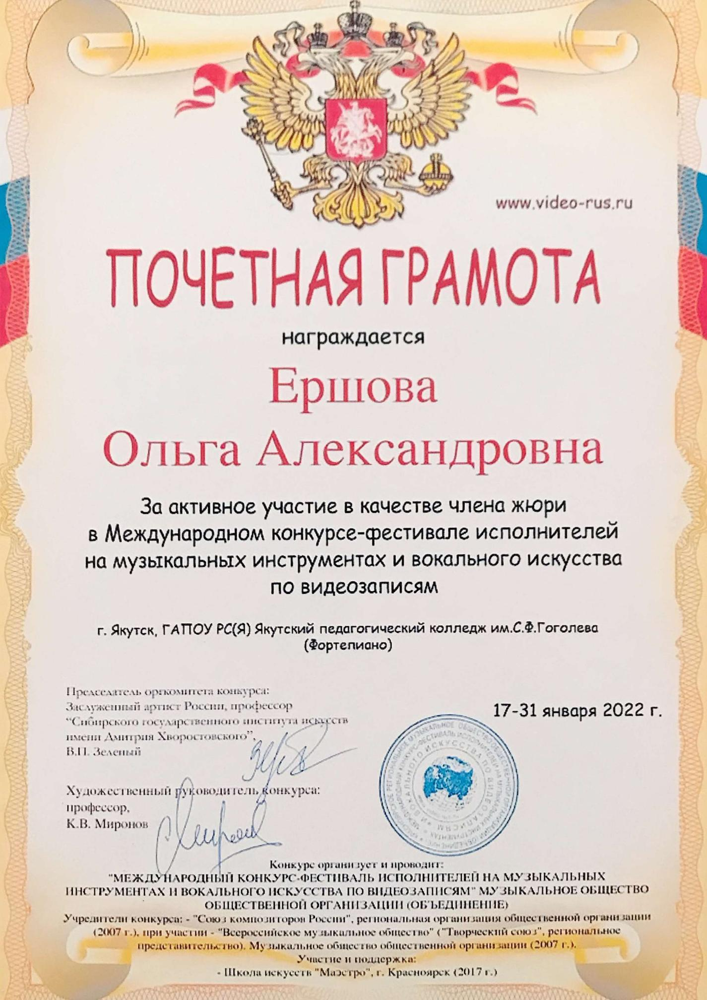 www.video-rus.ru
ПОЧЕТНАЯ ГРАМОТА
награждается
Ершова
Ольга Александровна
За активное участие в качестве члена жюри
в Международном конкурсе-фестивале исполнителей
на музыкальных инструментах и вокального искусства
по видеозаписям
г. Якутск, ГАПОУ РС(Я) Якутский педагогический колледж им.С.Ф.Гоголева
(Фортепиано)
Председатель оргкомитета конкурса:
Заслуженный артист России, профессор
“Сибирского государственного института искусств
имени Дмитрия Хворостовского”,
В.П. Зеленый
17-31 января 2022 г.
Художественный руководитель конкурса:
профессор,
К.В. Миронов
Конкурс организует и проводит:
"МЕЖДУНАРОДНЫЙ КОНКУРС-ФЕСТИВАЛЬ ИСПОЛНИТЕЛЕЙ НА МУЗЫКАЛЬНЫХ
ИНСТРУМЕНТАХ И ВОКАЛЬНОГО ИСКУССТВА ПО ВИДЕОЗАПИСЯМ" МУЗЫКАЛЬНОЕ ОБЩЕСТВО
ОБЩЕСТВЕННОЙ ОРГАНИЗАЦИИ (ОБЪЕДИНЕНИЕ)
Учредители конкурса: - "Союз композиторов России", региональная организация общественной организации
(2007 г.), при участии - "Всероссийское музыкальное общество" ("Творческий союз", региональное
представительство). Музыкальное общество общественной организации (2007 г.).
Участие и поддержка:
- Школа искусств "Маэстро", г. Красноярск (2017 г.)